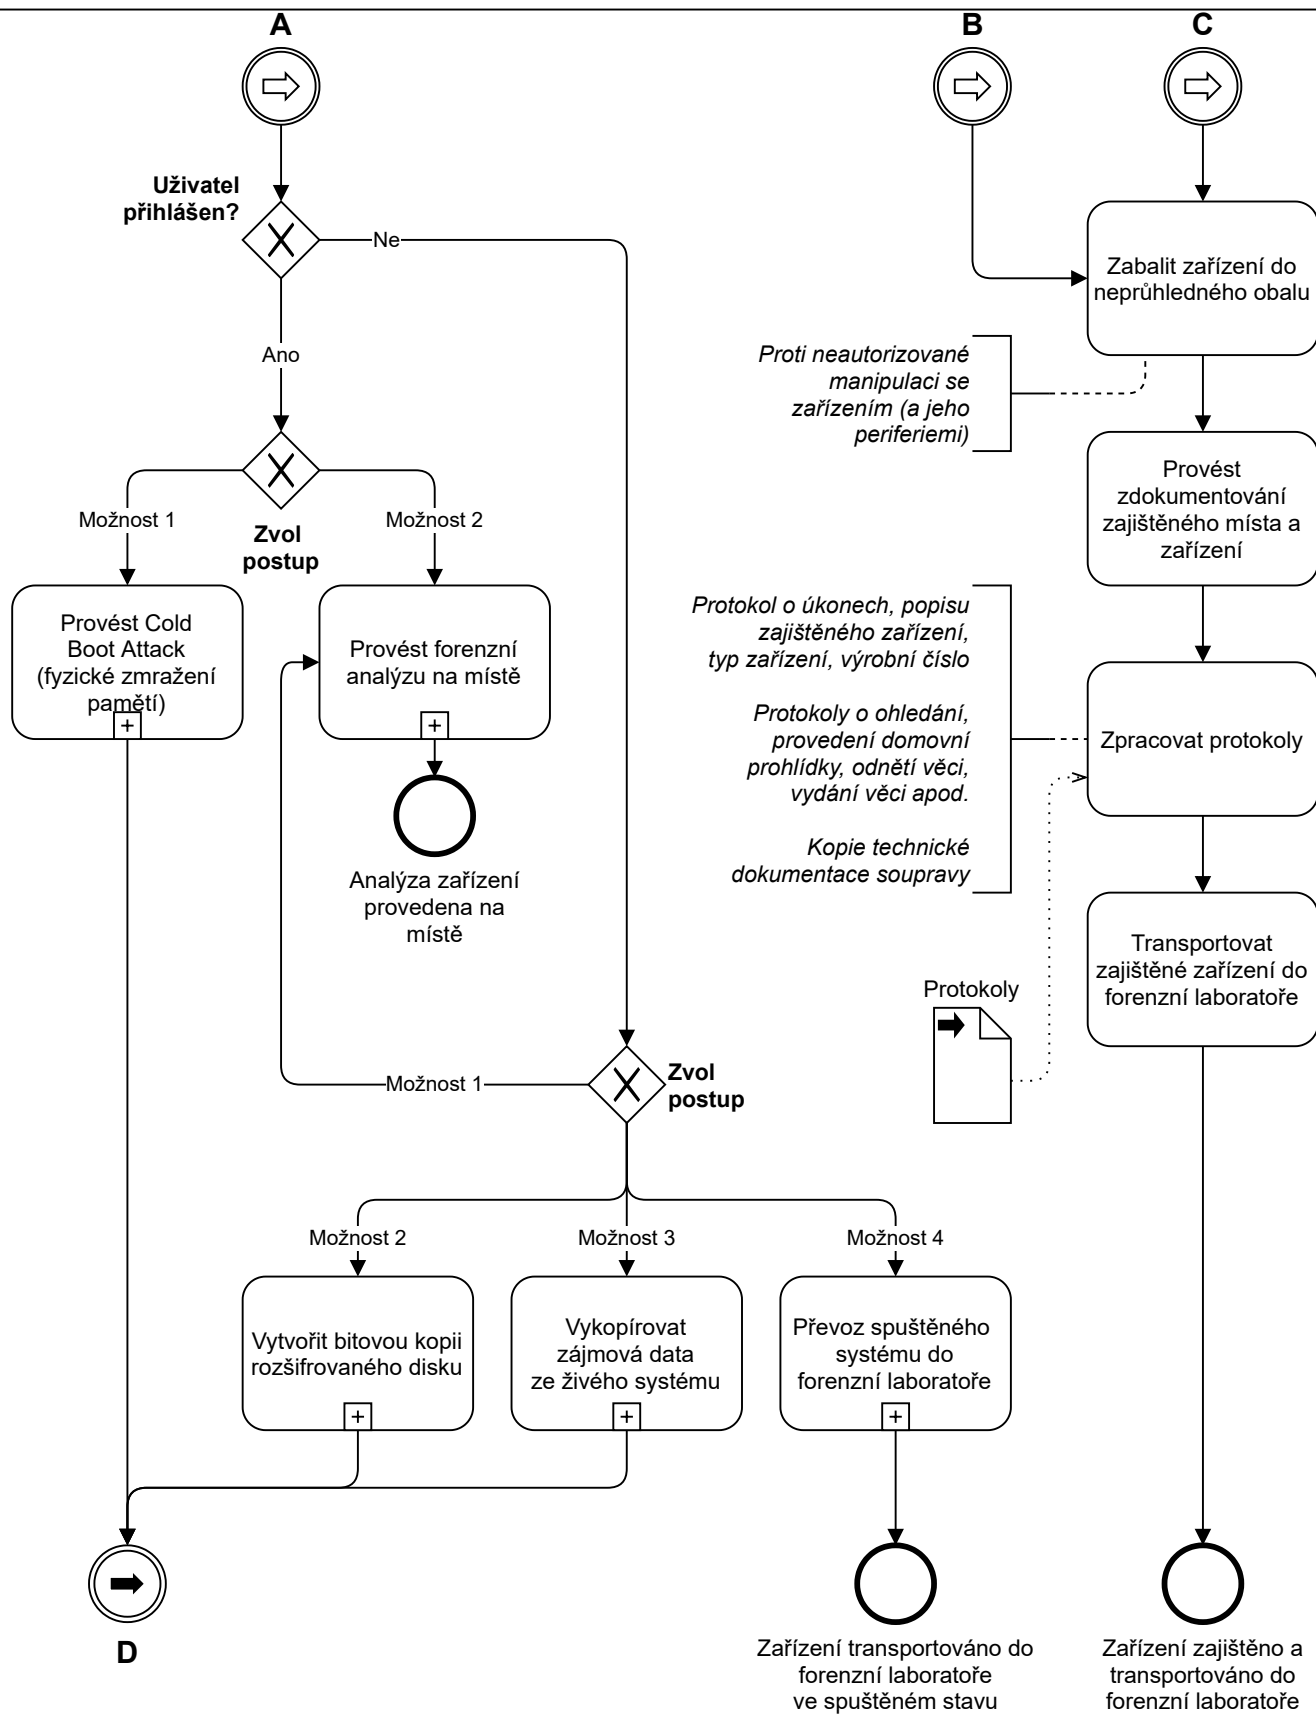 A
B
C
Uživatel
přihlášen?
Ne
Ano
Zabalit zařízení do
neprůhledného obalu
Proti neautorizované
manipulaci se
zařízením (a jeho
periferiemi)
Možnost 1
Možnost 2
Zvol
postup
Provést
zdokumentování
zajištěného místa a
zařízení
Provést Cold
Boot Attack
(fyzické zmražení
pamětí)
Provést forenzní
analýzu na místě
Protokol o úkonech, popisu
zajištěného zařízení,
typ zařízení, výrobní číslo
Protokoly o ohledání,
provedení domovní
prohlídky, odnětí věci,
vydání věci apod.
Kopie technické
dokumentace soupravy
Zpracovat protokoly
Analýza zařízení
provedena na
místě
Transportovat
zajištěné zařízení do
forenzní laboratoře
Protokoly
Možnost 1
Zvol
postup
Možnost 2
Možnost 3
Možnost 4
Vytvořit bitovou kopii
rozšifrovaného disku
Vykopírovat
zájmová data
ze živého systému
Převoz spuštěného
systému do
forenzní laboratoře
D
Zařízení transportováno do
forenzní laboratoře
ve spuštěném stavu
Zařízení zajištěno a
transportováno do
forenzní laboratoře